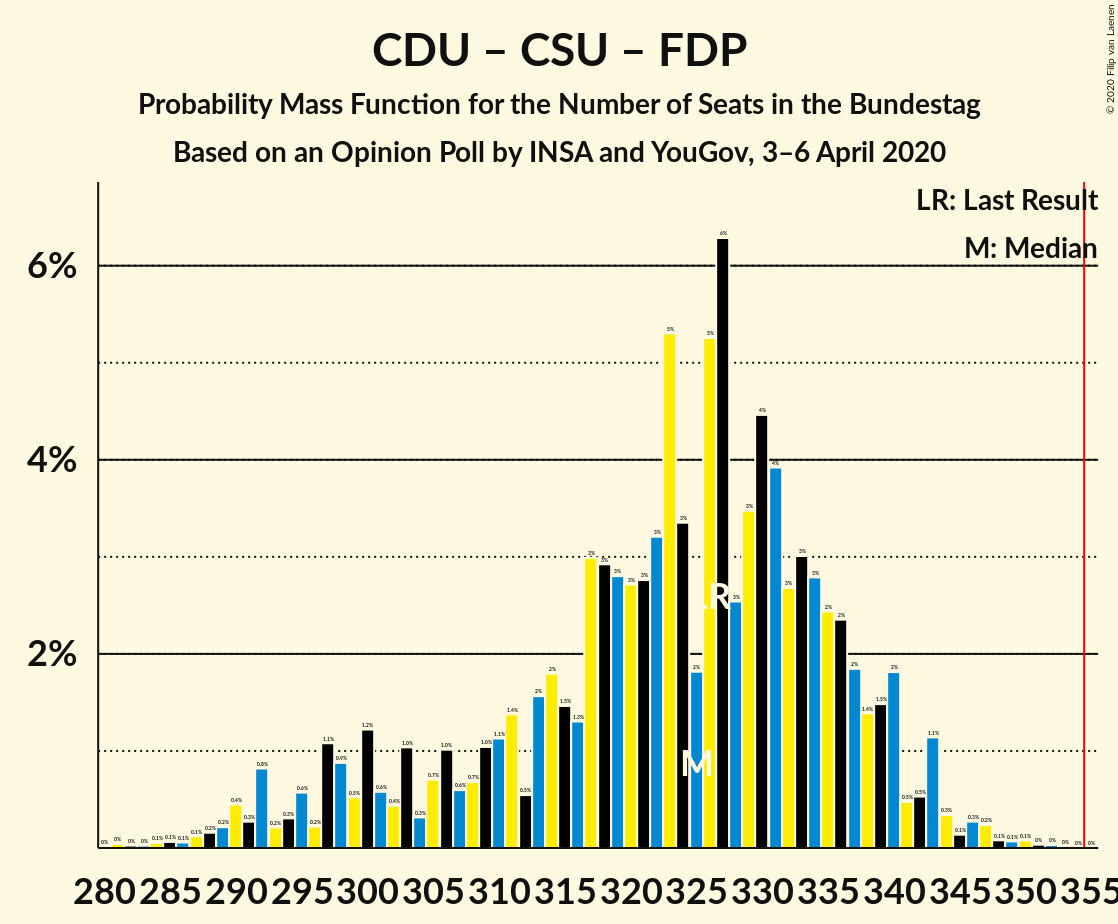 CDU – CSU – FDP
Probability Mass Function for the Number of Seats in the Bundestag
Based on an Opinion Poll by INSA and YouGov, 3–6 April 2020
© 2020 Filip van Laenen
LR: Last Result
M: Median
6%
4%
2%
LR
M
280 285 290 295 300 305 310 315 320 325 330 335 340 345 350 355